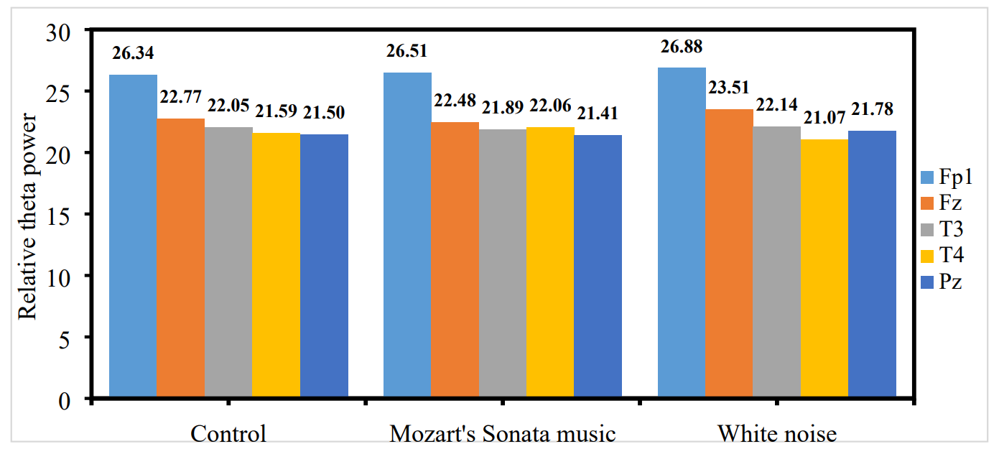 Relative theta power
30
25
20
15
10
5
0
26.34
22.77
22.05
21.59
21.50
26.51
22.48
21.89
22.06
21.41
26.88
23.51
22.14
21.07
21.78
Control
Mozart's Sonata music
White noise
Fp1
Fz
T3
T4
Pz